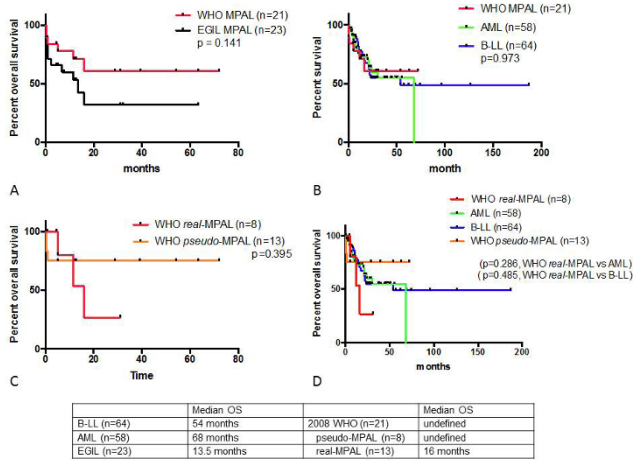 WHO MPAL (n=21)
EGIL MPAL (n=23)
p = 0.141
Percent overall survival
100
50
0
0 20 40 60 80
months
A
WHO MPAL (n=21)
AML (n=58)
B-LL (n=64)
p=0.973
Percent survival
100
50
0
0 50 100 150 200
month
B
WHO real-MPAL (n=8)
WHO pseudo-MPAL (n=13)
p=0.395
Percent overall survival
100
50
0
0 20 40 60 80
Time
C
WHO real-MPAL (n=8)
AML (n=58)
B-LL (n=64)
WHO pseudo-MPAL (n=13)
(p=0.286, WHO real-MPAL vs AML)
( p=0.485, WHO real-MPAL vs B-LL)
Percent overall survival
100
50
0
0 50 100 150 200
months
D
Median OS Median OS
B-LL (n=64) 54 months 2008 WHO (n=21) undefined
AML (n=58) 68 months pseudo-MPAL (n=8) undefined
EGIL (n=23) 13.5 months real-MPAL (n=13) 16 months